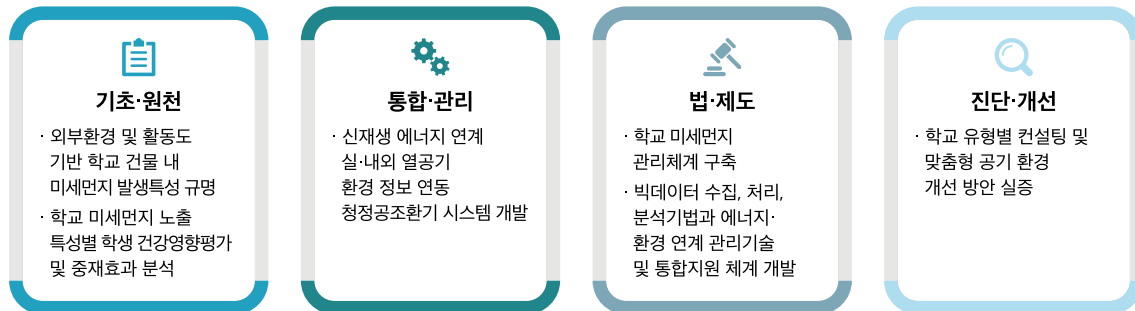 기초·원천
· 외부환경 및 활동도
기반 학교 건물 내
미세먼지 발생특성 규명
· 학교 미세먼지 노출
특성별 학생 건강영향평가
및 중재효과 분석
통합·관리
· 신재생 에너지 연계
실·내외 열공기
환경 정보 연동
청정공조환기 시스템 개발
법·제도
· 학교 미세먼지
관리체계 구축
· 빅데이터 수집, 처리,
분석기법과 에너지·
환경 연계 관리기술
및 통합지원 체계 개발
진단·개선
· 학교 유형별 컨설팅 및
맞춤형 공기 환경
개선 방안 실증